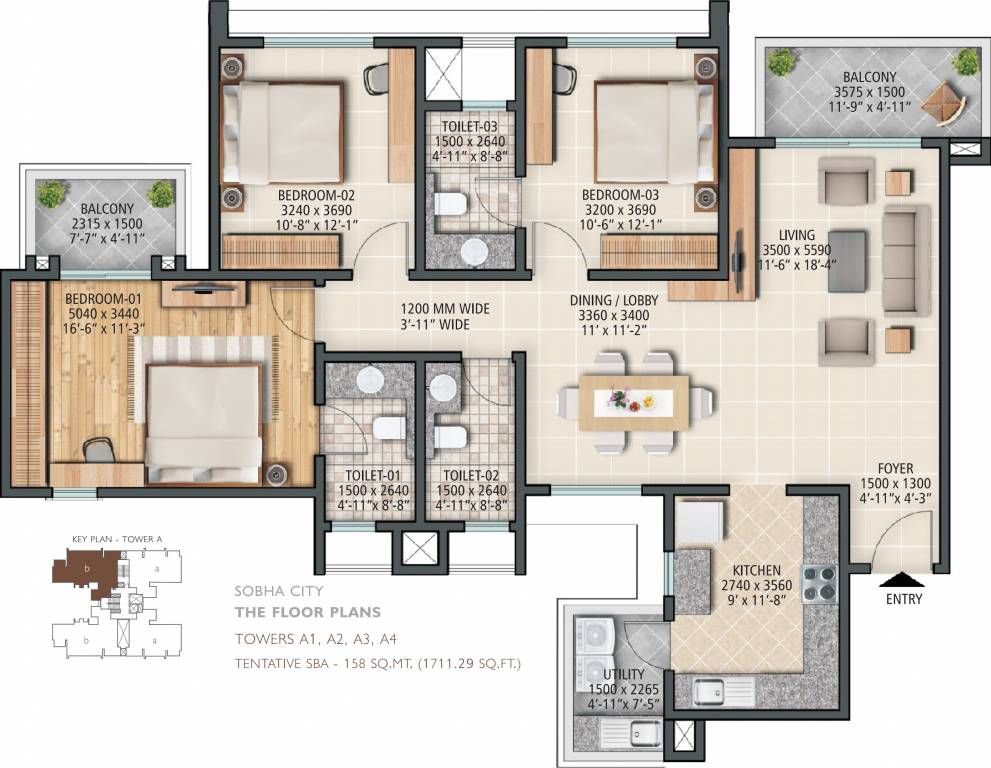 BALCONY
3575 x 1500
11'-9" x 4'-11"
TOILET-03
1500 x 2640
4'-11" x 8'-8"
BEDROOM-02
3240 x 3690
10'-8" x 12'-1"
BEDROOM-03
3200 x 3690
10'-6" x 12'-1"
BALCONY
2315 x 1500
7'-7" x 4'-11"
LIVING
3500 x 5590
11'-6" x 18'-4"
BEDROOM-01
5040 x 3440
16'-6" x 11'-3"
1200 MM WIDE
3'-11" WIDE
DINING / LOBBY
3360 x 3400
11' x 11'-2"
TOILET-01
1500 x 2640
4'-11"x 8'-8"
TOILET-02
1500 x 2640
4'-11"x 8'-8"
FOYER
1500 x 1300
4'-11"x 4'-3"
KITCHEN
2740 x 3560
9' x 11'-8"
ENTRY
UTILITY
1500 x 2265
4'-11"x 7'-5"
KEY PLAN - TOWER A
b
a
b
a
SOBHA CITY
THE FLOOR PLANS
TOWERS A1, A2, A3, A4
TENTATIVE SBA - 158 SQ.MT. (1711.29 SQ.FT.)